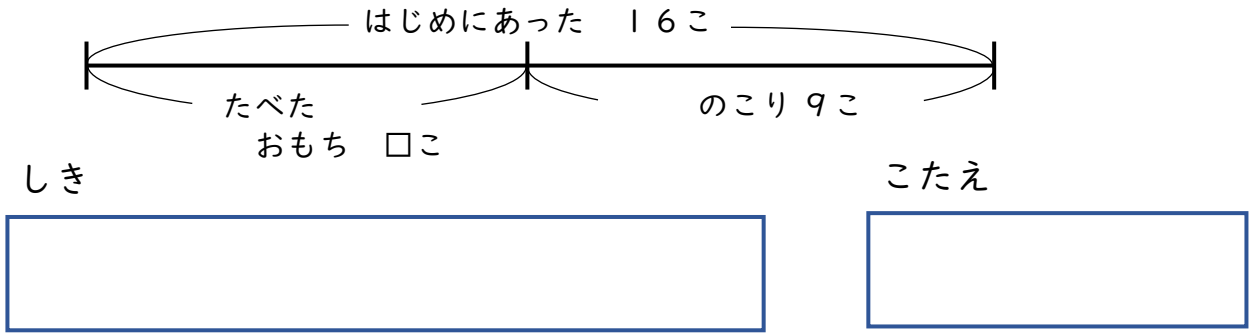 はじめにあった　16こ
たべた
おもち　□こ
のこり 9こ
しき
こたえ